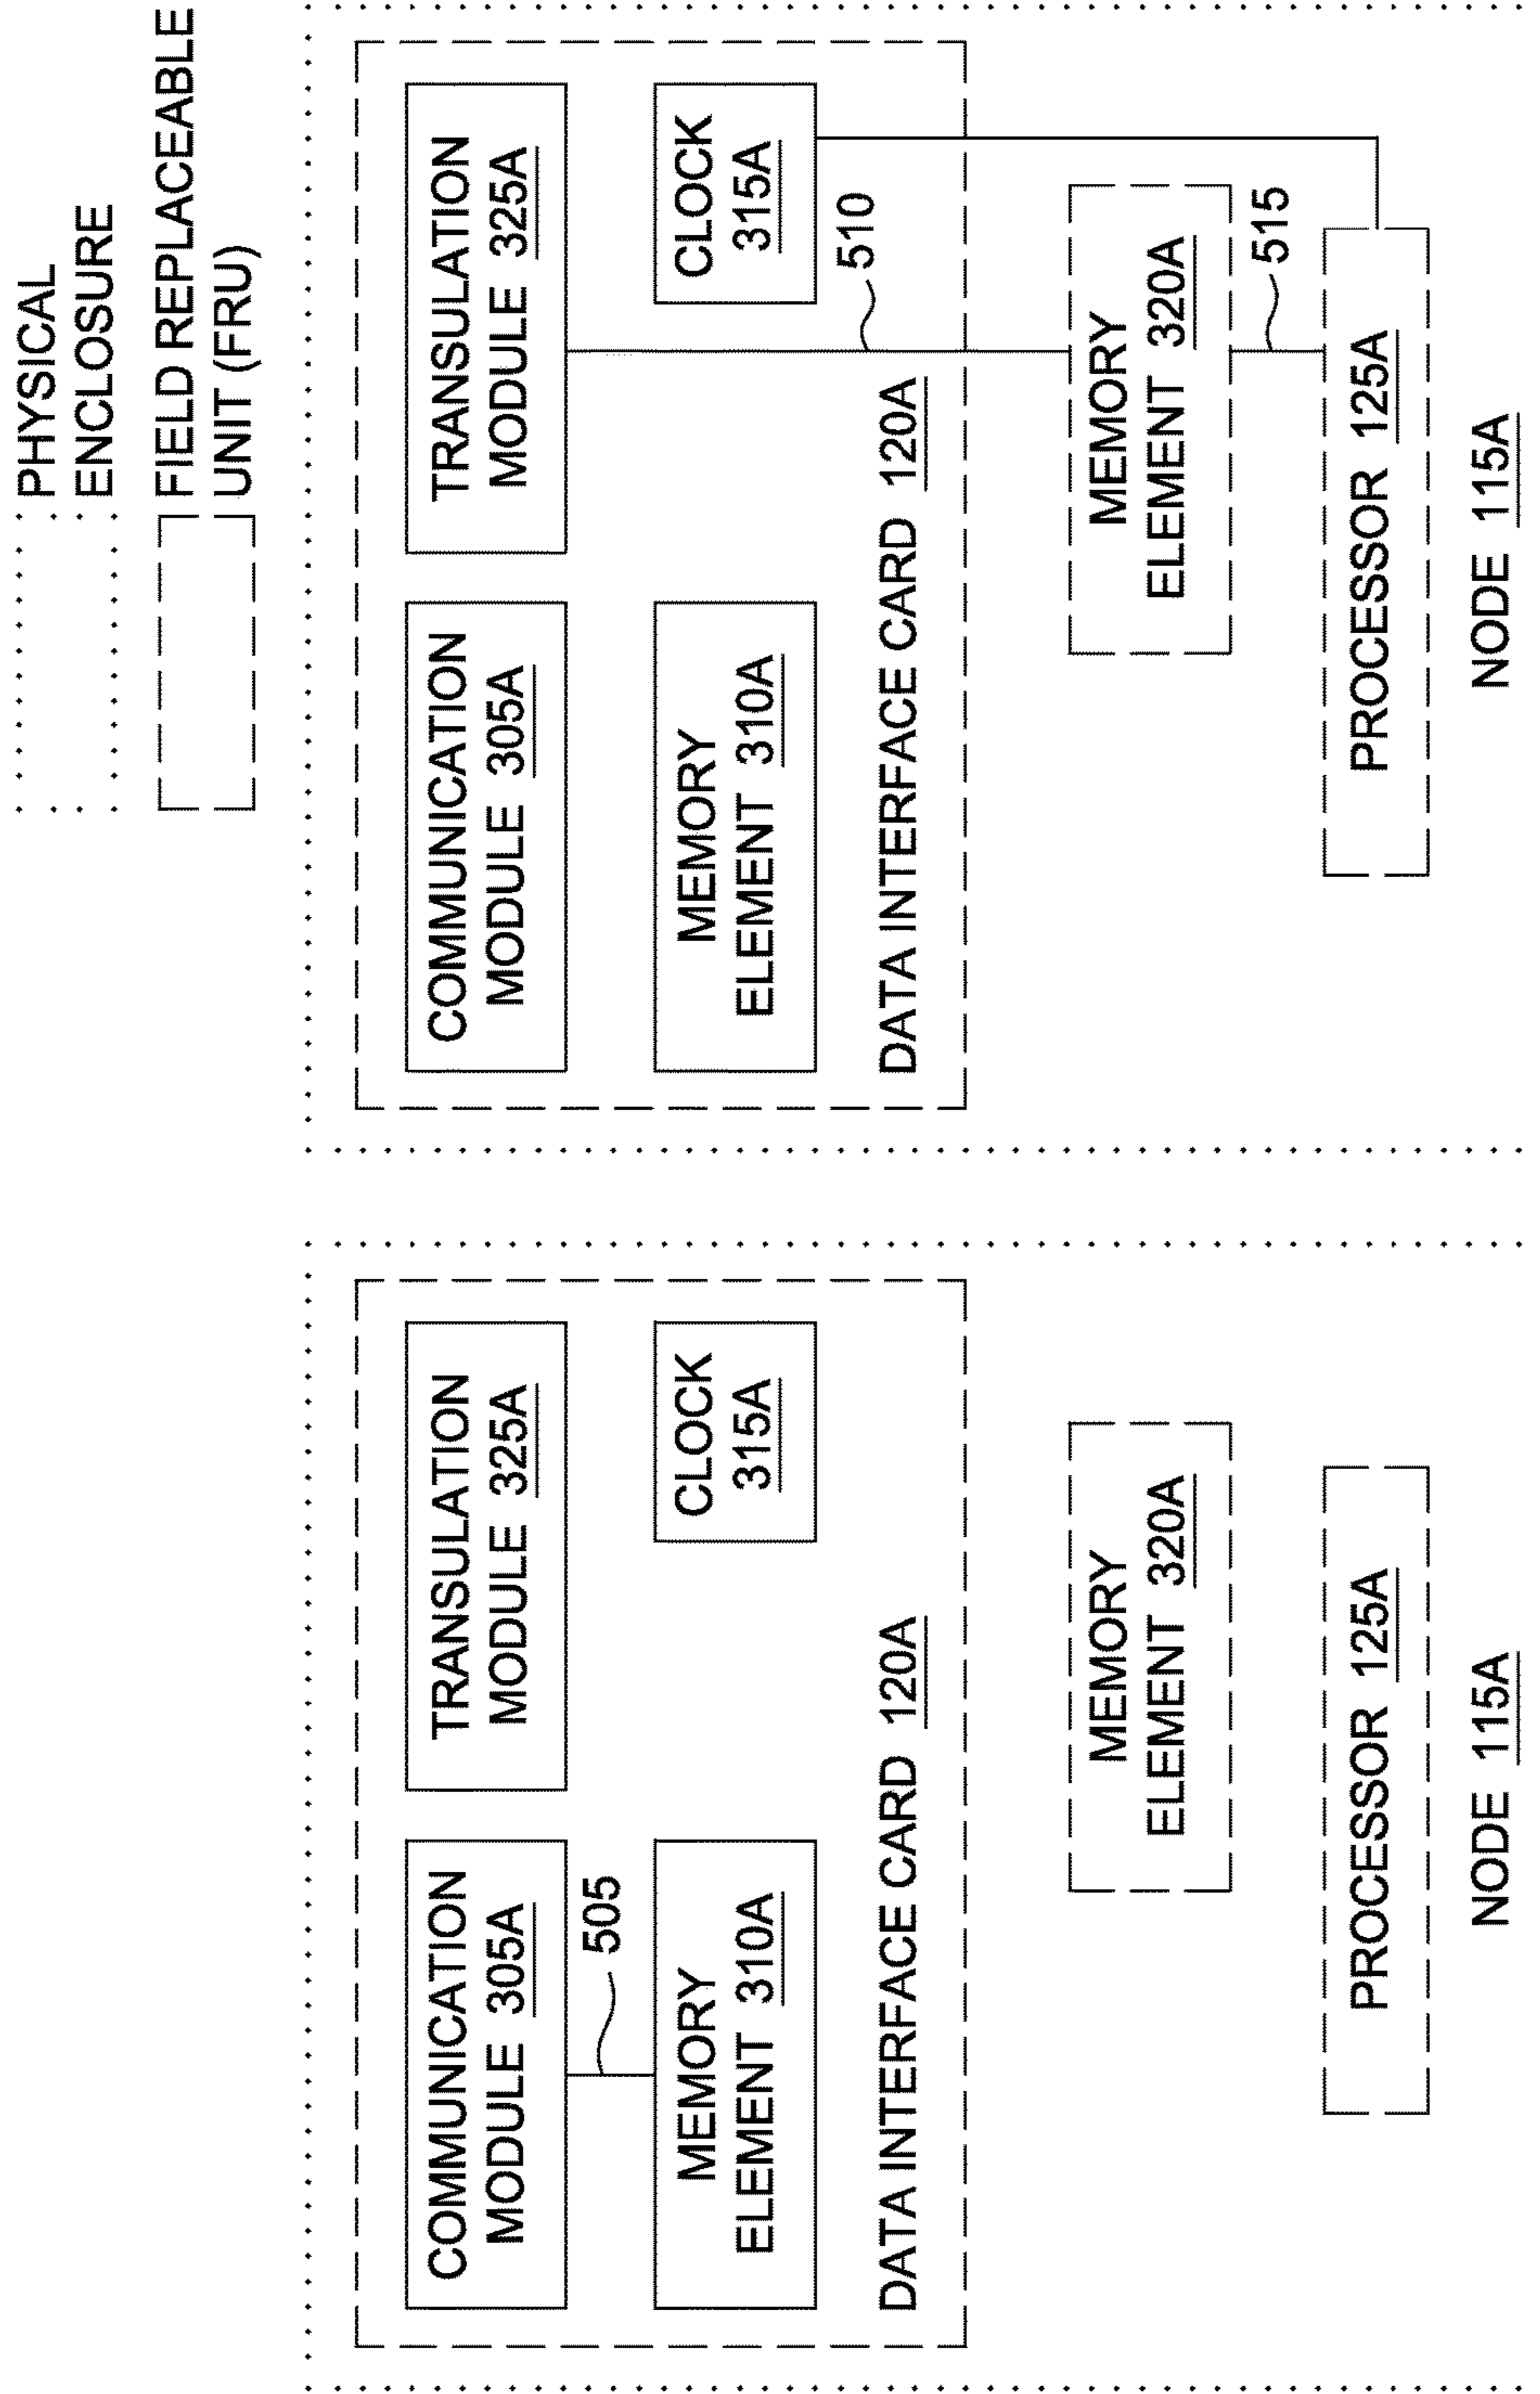 PHYSICAL
ENCLOSURE
FIELD REPLACEABLE
UNIT (FRU)
COMMUNICATION
MODULE 305A
TRANSULATION
MODULE 325A
505
MEMORY
ELEMENT 310A
CLOCK
315A
DATA INTERFACE CARD 120A
MEMORY
ELEMENT 320A
PROCESSOR 125A
NODE 115A
COMMUNICATION
MODULE 305A
TRANSULATION
MODULE 325A
MEMORY
ELEMENT 310A
CLOCK
315A
510
DATA INTERFACE CARD 120A
MEMORY
ELEMENT 320A
515
PROCESSOR 125A
NODE 115A